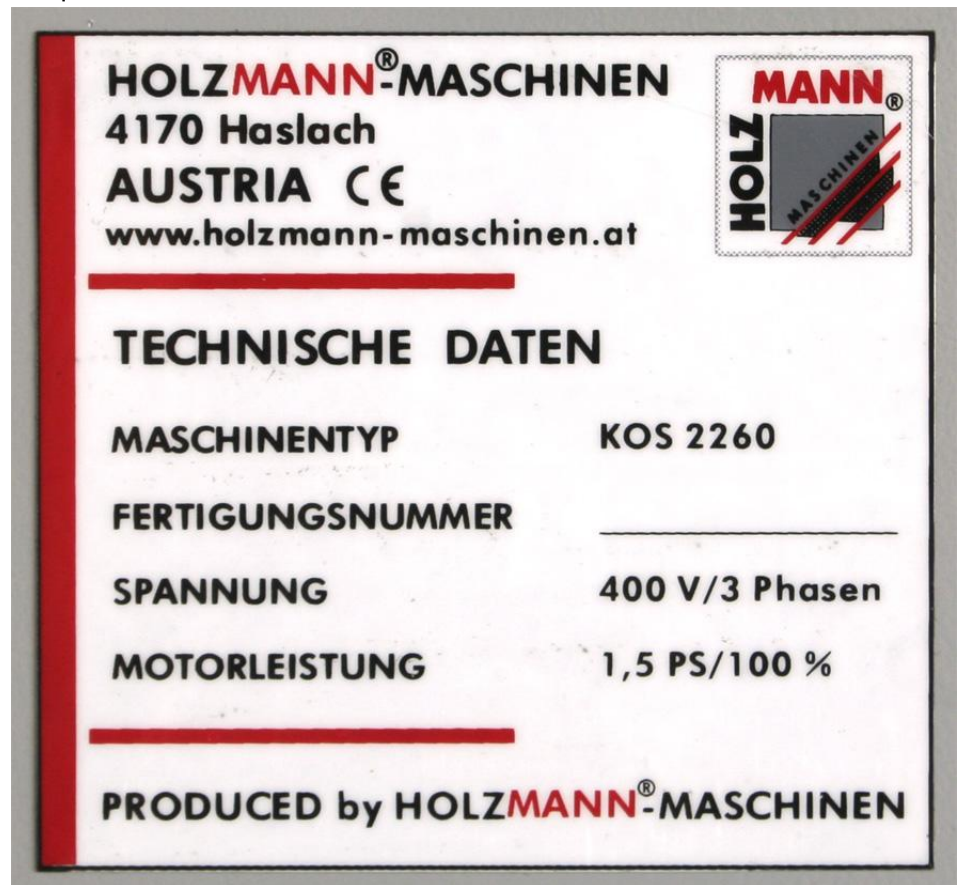 HOLZMANN®-MASCHINEN
4170 Haslach
AUSTRIA CE
www.holzmann-maschinen.at
MANN®
HOLZ
MASCHINEN
TECHNISCHE DATEN
MASCHINENTYP KOS 2260
FERTIGUNGSNUMMER
SPANNUNG 400 V/3 Phasen
MOTORLEISTUNG 1,5 PS/100 %
PRODUCED by HOLZMANN®-MASCHINEN